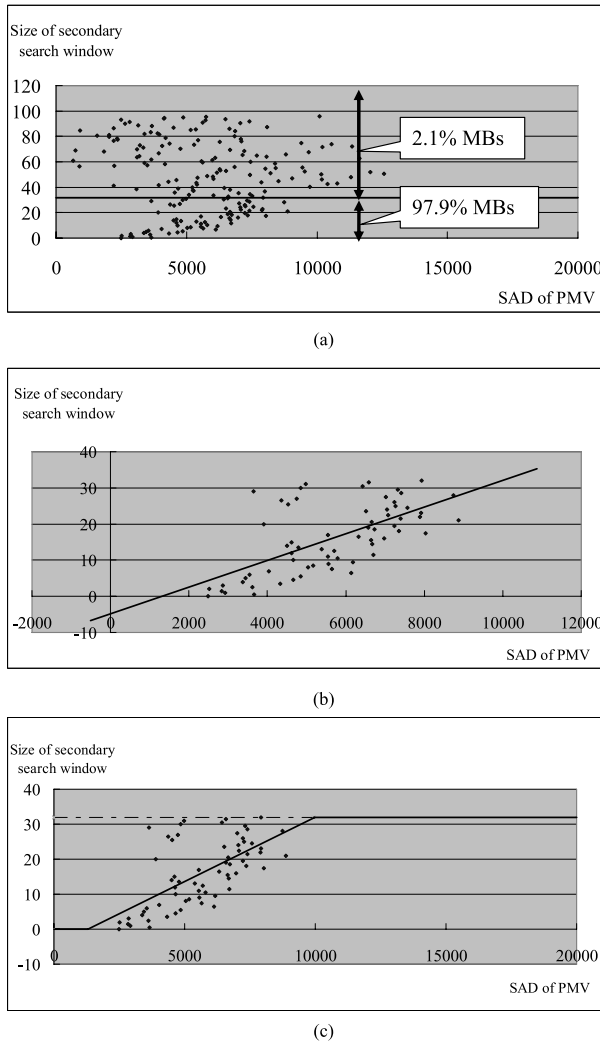 Size of secondary
search window
120
100
80
60
40
20
0
2.1% MBs
97.9% MBs
0 5000 10000 15000 20000
SAD of PMV
(a)
Size of secondary
search window
40
30
20
10
0
-10
-2000 0 2000 4000 6000 8000 10000 12000
SAD of PMV
(b)
Size of secondary
search window
40
30
20
10
0
-10
0 5000 10000 15000 20000
SAD of PMV
(c)